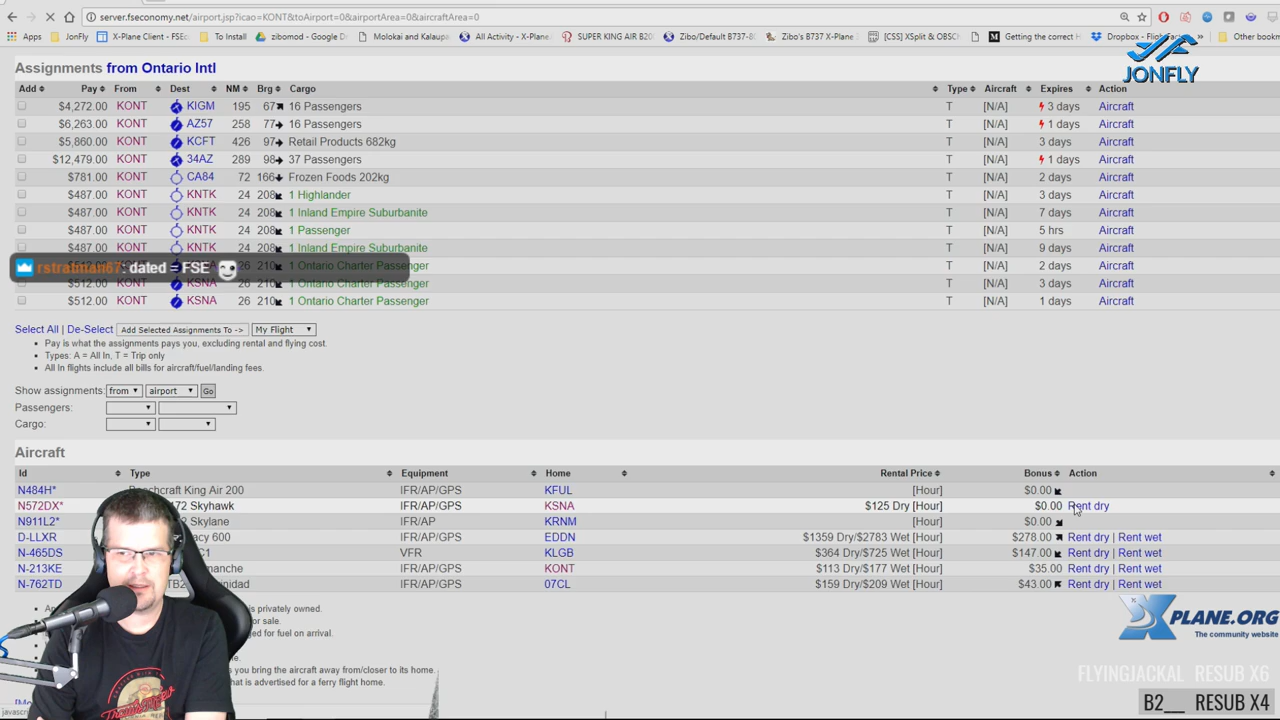 server.fseconomy.net/airport.jsp?icao=KONT&toAirport=0&airportArea=0&aircraftArea=0
Apps JonFly X-Plane Client - FSEc To Install zibomod - Google D Molokai and Kalaupa All Activity - X-Plane SUPER KING AIR B20 Zibo/Default B737-8 Zibo's B737 X-Plane [CSS] XSplit & OBSC Getting the correct H Dropbox - FlightFac Other bookm
JONFLY
Assignments from Ontario Intl
Add Pay From Dest NM Brg Cargo Type Aircraft Expires Action
$4,272.00 KONT KIGM 195 67 16 Passengers T [N/A] 3 days Aircraft
$6,263.00 KONT AZ57 258 77 16 Passengers T [N/A] 1 days Aircraft
$5,860.00 KONT KCFT 426 97 Retail Products 682kg T [N/A] 3 days Aircraft
$12,479.00 KONT 34AZ 289 98 37 Passengers T [N/A] 1 days Aircraft
$781.00 KONT CA84 72 166 Frozen Foods 202kg T [N/A] 2 days Aircraft
$487.00 KONT KNTK 24 208 1 Highlander T [N/A] 3 days Aircraft
$487.00 KONT KNTK 24 208 1 Inland Empire Suburbanite T [N/A] 7 days Aircraft
$487.00 KONT KNTK 24 208 1 Passenger T [N/A] 5 hrs Aircraft
$487.00 KONT KNTK 24 208 1 Inland Empire Suburbanite T [N/A] 9 days Aircraft
26 210 1 Ontario Charter Passenger T [N/A] 2 days Aircraft
rstratman67: dated = FSE
$512.00 KONT KSNA 26 210 1 Ontario Charter Passenger T [N/A] 3 days Aircraft
$512.00 KONT KSNA 26 210 1 Ontario Charter Passenger T [N/A] 1 days Aircraft
Select All | De-Select Add Selected Assignments To -> My Flight
Pay is what the assignments pays you, excluding rental and flying cost.
Types: A = All In, T = Trip only
All In flights include all bills for aircraft/fuel/landing fees.
Show assignments: from airport Go
Passengers:
Cargo:
Aircraft
Id Type Equipment Home Rental Price Bonus Action
N484H* Beechcraft King Air 200 IFR/AP/GPS KFUL [Hour] $0.00
N572DX* 172 Skyhawk IFR/AP/GPS KSNA $125 Dry [Hour] $0.00 Rent dry
N911L2* Skylane IFR/AP KRNM [Hour] $0.00
D-LLXR 600 IFR/AP/GPS EDDN $1359 Dry/$2783 Wet [Hour] $278.00 Rent dry | Rent wet
N-465DS VFR KLGB $364 Dry/$725 Wet [Hour] $147.00 Rent dry | Rent wet
N-213KE IFR/AP/GPS KONT $113 Dry/$177 Wet [Hour] $35.00 Rent dry | Rent wet
N-762TD IFR/AP/GPS 07CL $159 Dry/$209 Wet [Hour] $43.00 Rent dry | Rent wet
is privately owned.
or sale.
ged for fuel on arrival.
you bring the aircraft away from/closer to its home.
that is advertised for a ferry flight home.
X PLANE.ORG
The community website
FLYINGJACKAL RESUB X6
B2___ RESUB X4